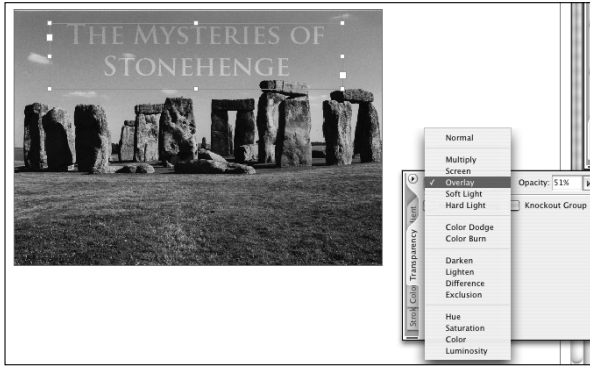 THE MYSTERIES OF
STONEHENGE
Normal
Multiply
Screen
✓ Overlay
Soft Light
Hard Light
Color Dodge
Color Burn
Darken
Lighten
Difference
Exclusion
Hue
Saturation
Color
Luminosity
Opacity: 51%
Knockout Group
Transparency
Stroke